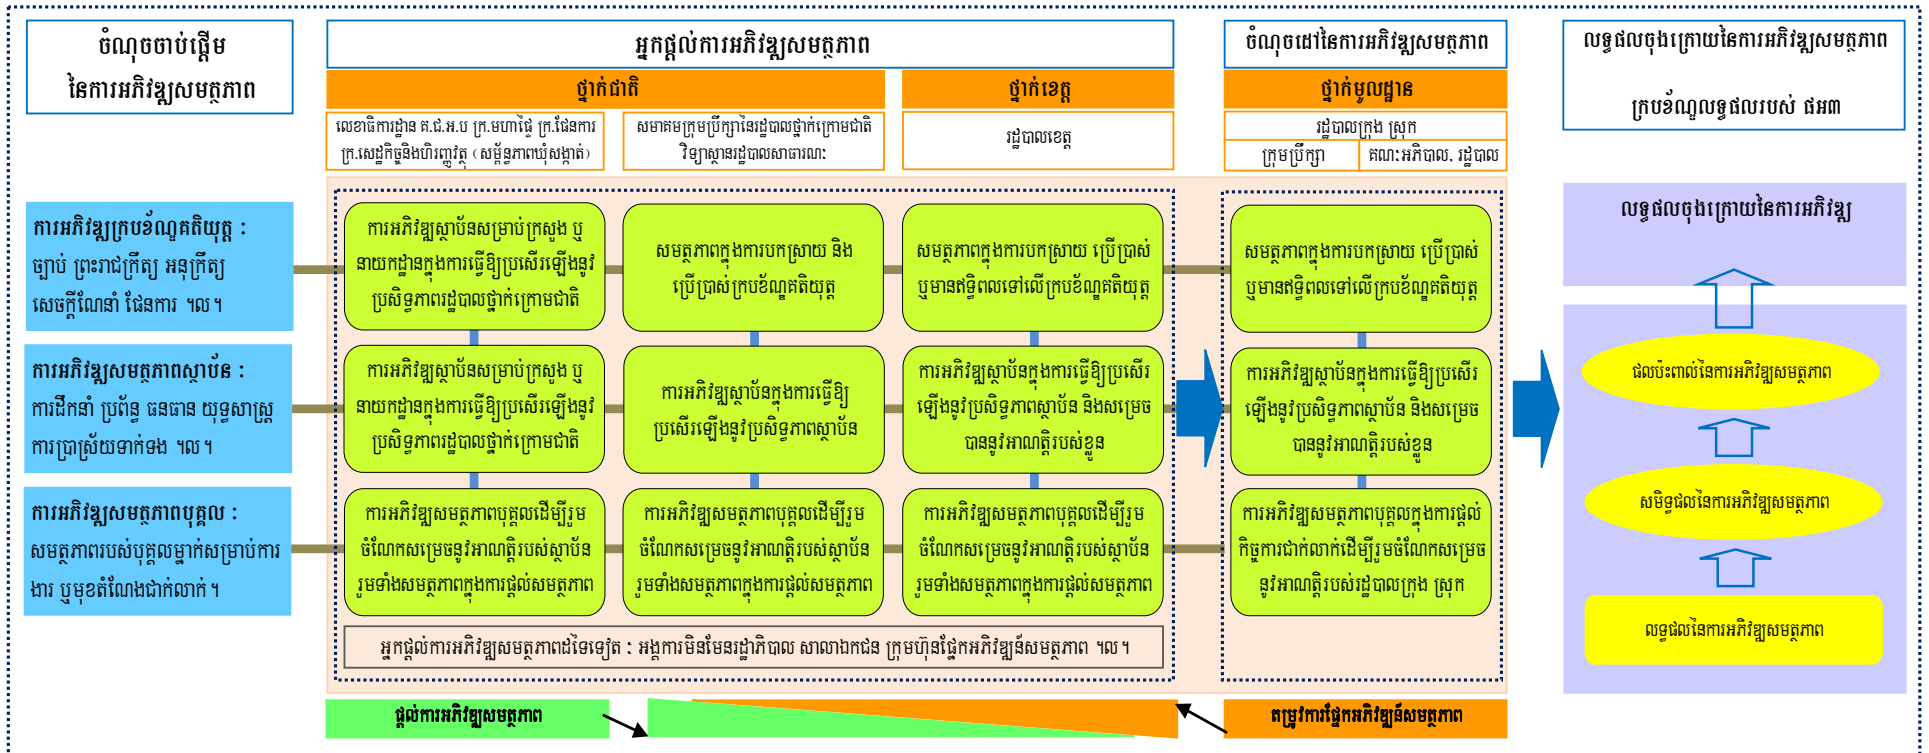 ចំណុចចាប់ផ្តើម
នៃការអភិវឌ្ឍសមត្ថភាព
អ្នកផ្តល់ការអភិវឌ្ឍសមត្ថភាព
ថ្នាក់ជាតិ
ថ្នាក់ខេត្ត
លេខាធិការដ្ឋាន គ.ជ.អ.ប ក្រ.មហាផ្ទៃ ក្រ.ផែនការ
ក្រ.សេដ្ឋកិច្ចនិងហិរញ្ញវត្ថុ (សម្ព័ន្ធភាពឃុំសង្កាត់)
សមាគមក្រុមប្រឹក្សានៃរដ្ឋបាលថ្នាក់ក្រោមជាតិ
វិទ្យាស្ថានរដ្ឋបាលសាធារណៈ
រដ្ឋបាលខេត្ត
ចំណុចដៅនៃការអភិវឌ្ឍសមត្ថភាព
ថ្នាក់មូលដ្ឋាន
រដ្ឋបាលក្រុង ស្រុក
ក្រុមប្រឹក្សា
គណៈអភិបាល, រដ្ឋបាល
លទ្ធផលចុងក្រោយនៃការអភិវឌ្ឍសមត្ថភាព
ក្របខ័ណ្ឌលទ្ធផលរបស់ ផអ៣
ការអភិវឌ្ឍក្របខ័ណ្ឌគតិយុត្ត :
ច្បាប់ ព្រះរាជក្រឹត្យ អនុក្រឹត្យ
សេចក្តីណែនាំ ផែនការ ។ល។
ការអភិវឌ្ឍស្ថាប័នសម្រាប់ក្រសួង ឬ
នាយកដ្ឋានក្នុងការធ្វើឱ្យប្រសើរឡើងនូវ
ប្រសិទ្ធភាពរដ្ឋបាលថ្នាក់ក្រោមជាតិ
សមត្ថភាពក្នុងការបកស្រាយ និង
ប្រើប្រាស់ក្របខ័ណ្ឌគតិយុត្ត
សមត្ថភាពក្នុងការបកស្រាយ ប្រើប្រាស់
ឬមានឥទ្ធិពលទៅលើក្របខ័ណ្ឌគតិយុត្ត
សមត្ថភាពក្នុងការបកស្រាយ ប្រើប្រាស់
ឬមានឥទ្ធិពលទៅលើក្របខ័ណ្ឌគតិយុត្ត
ការអភិវឌ្ឍសមត្ថភាពស្ថាប័ន :
ការដឹកនាំ ប្រព័ន្ធ ធនធាន យុទ្ធសាស្ត្រ
ការប្រាស្រ័យទាក់ទង ។ល។
ការអភិវឌ្ឍស្ថាប័នសម្រាប់ក្រសួង ឬ
នាយកដ្ឋានក្នុងការធ្វើឱ្យប្រសើរឡើងនូវ
ប្រសិទ្ធភាពរដ្ឋបាលថ្នាក់ក្រោមជាតិ
ការអភិវឌ្ឍស្ថាប័នក្នុងការធ្វើឱ្យ
ប្រសើរឡើងនូវប្រសិទ្ធភាពស្ថាប័ន
ការអភិវឌ្ឍស្ថាប័នក្នុងការធ្វើឱ្យប្រសើរ
ឡើងនូវប្រសិទ្ធភាពស្ថាប័ន និងសម្រេច
បាននូវអាណត្តិរបស់ខ្លួន
ការអភិវឌ្ឍស្ថាប័នក្នុងការធ្វើឱ្យប្រសើរ
ឡើងនូវប្រសិទ្ធភាពស្ថាប័ន និងសម្រេច
បាននូវអាណត្តិរបស់ខ្លួន
ការអភិវឌ្ឍសមត្ថភាពបុគ្គល :
សមត្ថភាពរបស់បុគ្គលម្នាក់សម្រាប់ការ
ងារ ឬមុខតំណែងជាក់លាក់។
ការអភិវឌ្ឍសមត្ថភាពបុគ្គលដើម្បីរួម
ចំណែកសម្រេចនូវអាណត្តិរបស់ស្ថាប័ន
រួមទាំងសមត្ថភាពក្នុងការផ្តល់សមត្ថភាព
ការអភិវឌ្ឍសមត្ថភាពបុគ្គលដើម្បីរួម
ចំណែកសម្រេចនូវអាណត្តិរបស់ស្ថាប័ន
រួមទាំងសមត្ថភាពក្នុងការផ្តល់សមត្ថភាព
ការអភិវឌ្ឍសមត្ថភាពបុគ្គលដើម្បីរួម
ចំណែកសម្រេចនូវអាណត្តិរបស់ស្ថាប័ន
រួមទាំងសមត្ថភាពក្នុងការផ្តល់សមត្ថភាព
ការអភិវឌ្ឍសមត្ថភាពបុគ្គលក្នុងការផ្តល់
កិច្ចការជាក់លាក់ដើម្បីរួមចំណែកសម្រេច
នូវអាណត្តិរបស់រដ្ឋបាលក្រុង ស្រុក
អ្នកផ្តល់ការអភិវឌ្ឍសមត្ថភាពដទៃទៀត : អង្គការមិនមែនរដ្ឋាភិបាល សាលាឯកជន ក្រុមហ៊ុនផ្នែកអភិវឌ្ឍន៍សមត្ថភាព ។ល។
លទ្ធផលចុងក្រោយនៃការអភិវឌ្ឍ
ផលប៉ះពាល់នៃការអភិវឌ្ឍសមត្ថភាព
សមិទ្ធផលនៃការអភិវឌ្ឍសមត្ថភាព
លទ្ធផលនៃការអភិវឌ្ឍសមត្ថភាព
ផ្តល់ការអភិវឌ្ឍសមត្ថភាព
តម្រូវការផ្នែកអភិវឌ្ឍន៍សមត្ថភាព